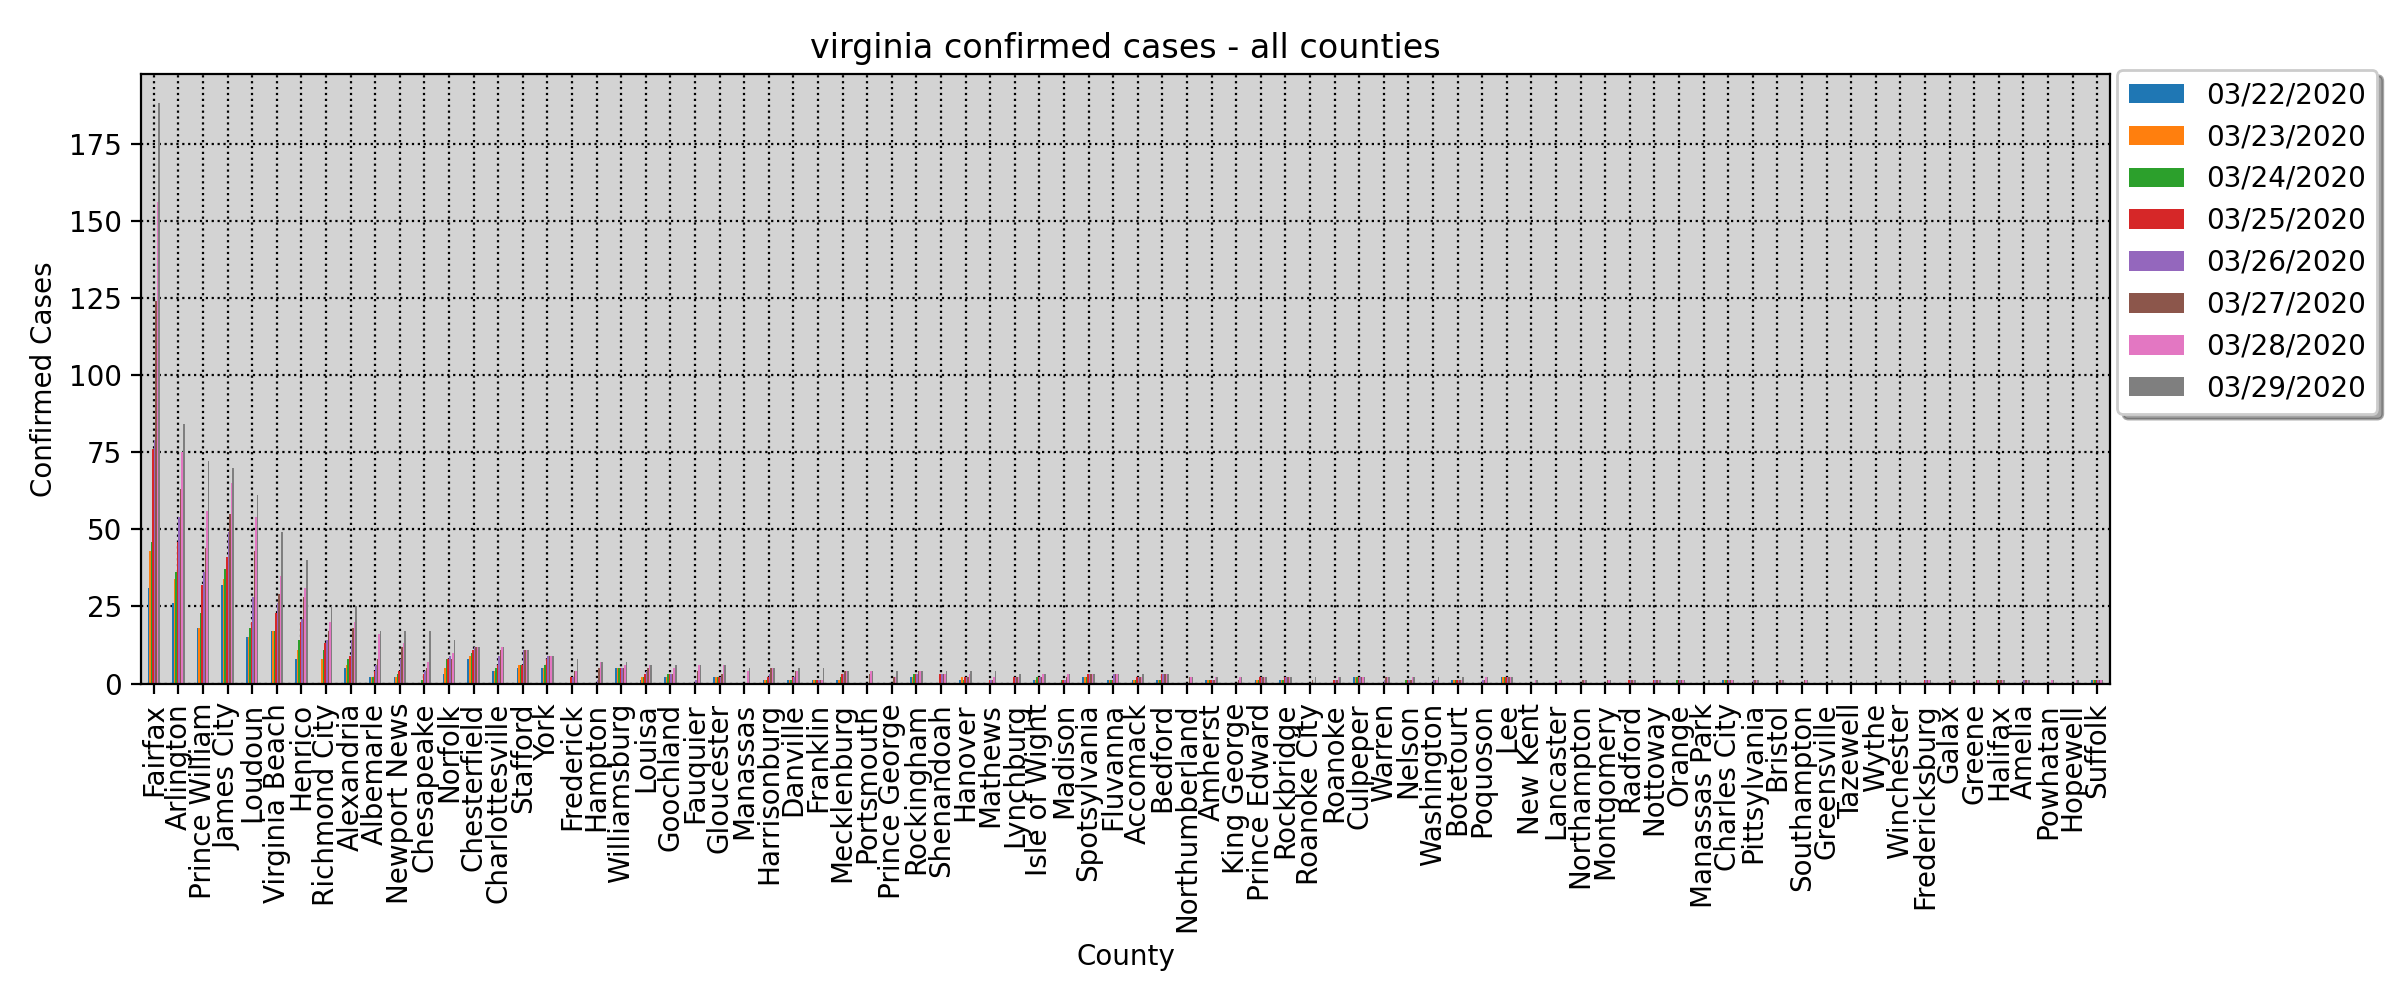 virginia confirmed cases - all counties
Confirmed Cases
175
150
125
100
75
50
25
0
Fairfax
Arlington
Prince William
James City
Loudoun
Virginia Beach
Henrico
Richmond City
Alexandria
Albemarle
Newport News
Chesapeake
Norfolk
Chesterfield
Charlottesville
Stafford
York
Frederick
Hampton
Williamsburg
Louisa
Goochland
Fauquier
Gloucester
Manassas
Harrisonburg
Danville
Franklin
Mecklenburg
Portsmouth
Prince George
Rockingham
Shenandoah
Hanover
Mathews
Lynchburg
Isle of Wight
Madison
Spotsylvania
Fluvanna
Accomack
Bedford
Northumberland
Amherst
King George
Prince Edward
Rockbridge
Roanoke City
Roanoke
Culpeper
Warren
Nelson
Washington
Botetourt
Poquoson
Lee
New Kent
Lancaster
Northampton
Montgomery
Radford
Nottoway
Orange
Manassas Park
Charles City
Pittsylvania
Bristol
Southampton
Greensville
Tazewell
Wythe
Winchester
Fredericksburg
Galax
Greene
Halifax
Amelia
Powhatan
Hopewell
Suffolk
County
03/22/2020
03/23/2020
03/24/2020
03/25/2020
03/26/2020
03/27/2020
03/28/2020
03/29/2020